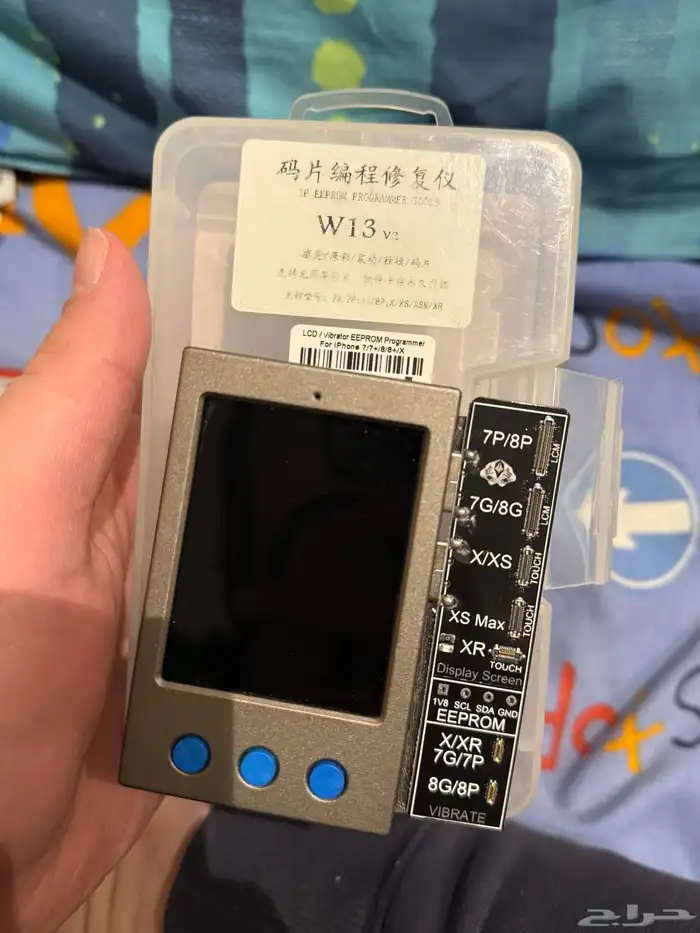 码片编程修复仪
IP EEPROM PROGRAMMER TOOLS
W13 V2
LCD / Vibrator EEPROM Programmer
For iPhone 7/7+/8/8+/X
7P/8P
LCM
7G/8G
LCM
X/XS
TOUCH
XS Max
TOUCH
XR
TOUCH
Display Screen
1V8 SCL SDA GND
EEPROM
X/XR
7G/7P
8G/8P
VIBRATE
حراج